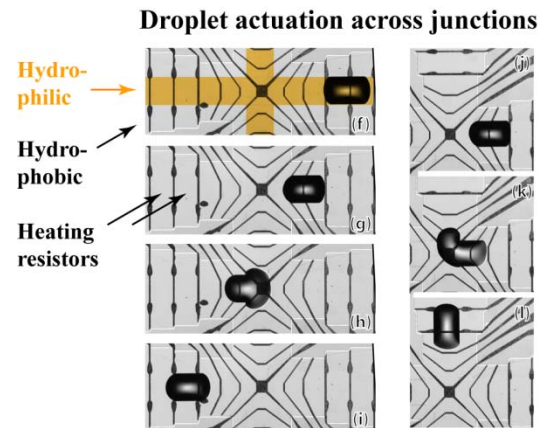 Droplet actuation across junctions
Hydro-
philic
Hydro-
phobic
Heating
resistors
(f)
(g)
(h)
(i)
(j)
(k)
(l)